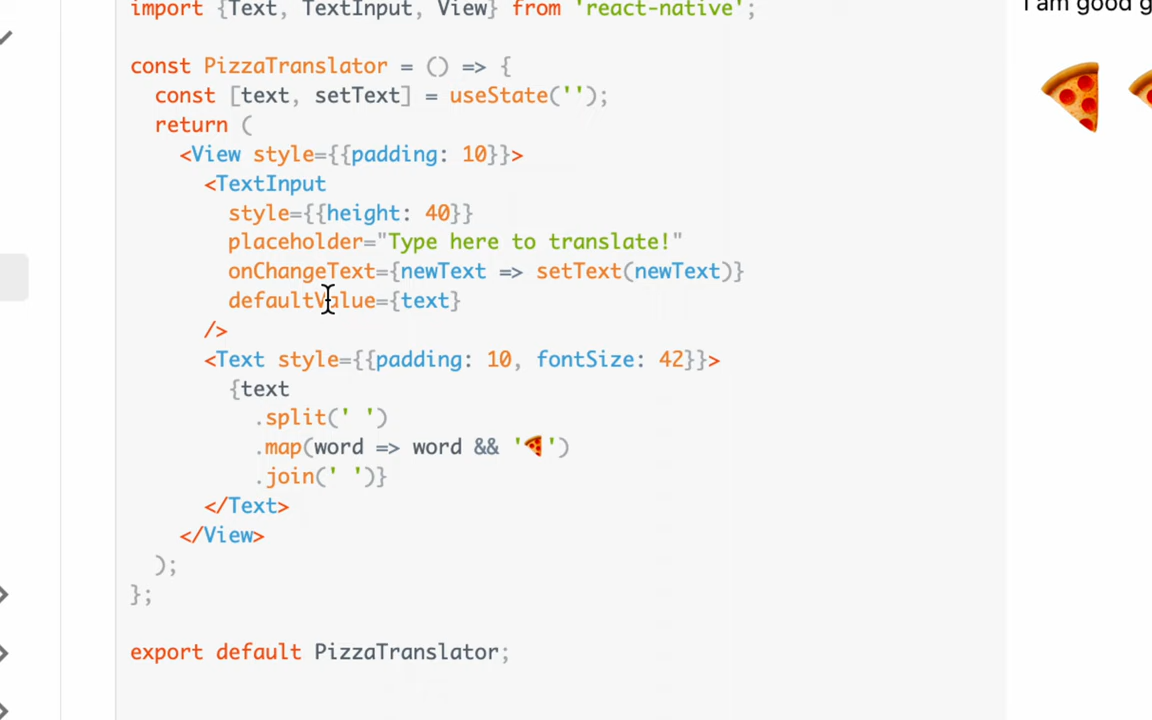 import {Text, TextInput, View} from 'react-native';
I am good g
const PizzaTranslator = () => {
  const [text, setText] = useState('');
  return (
    <View style={{padding: 10}}>
      <TextInput
        style={{height: 40}}
        placeholder="Type here to translate!"
        onChangeText={newText => setText(newText)}
        defaultValue={text}
      />
      <Text style={{padding: 10, fontSize: 42}}>
        {text
          .split(' ')
          .map(word => word && '🍕')
          .join(' ')}
      </Text>
    </View>
  );
};
export default PizzaTranslator;